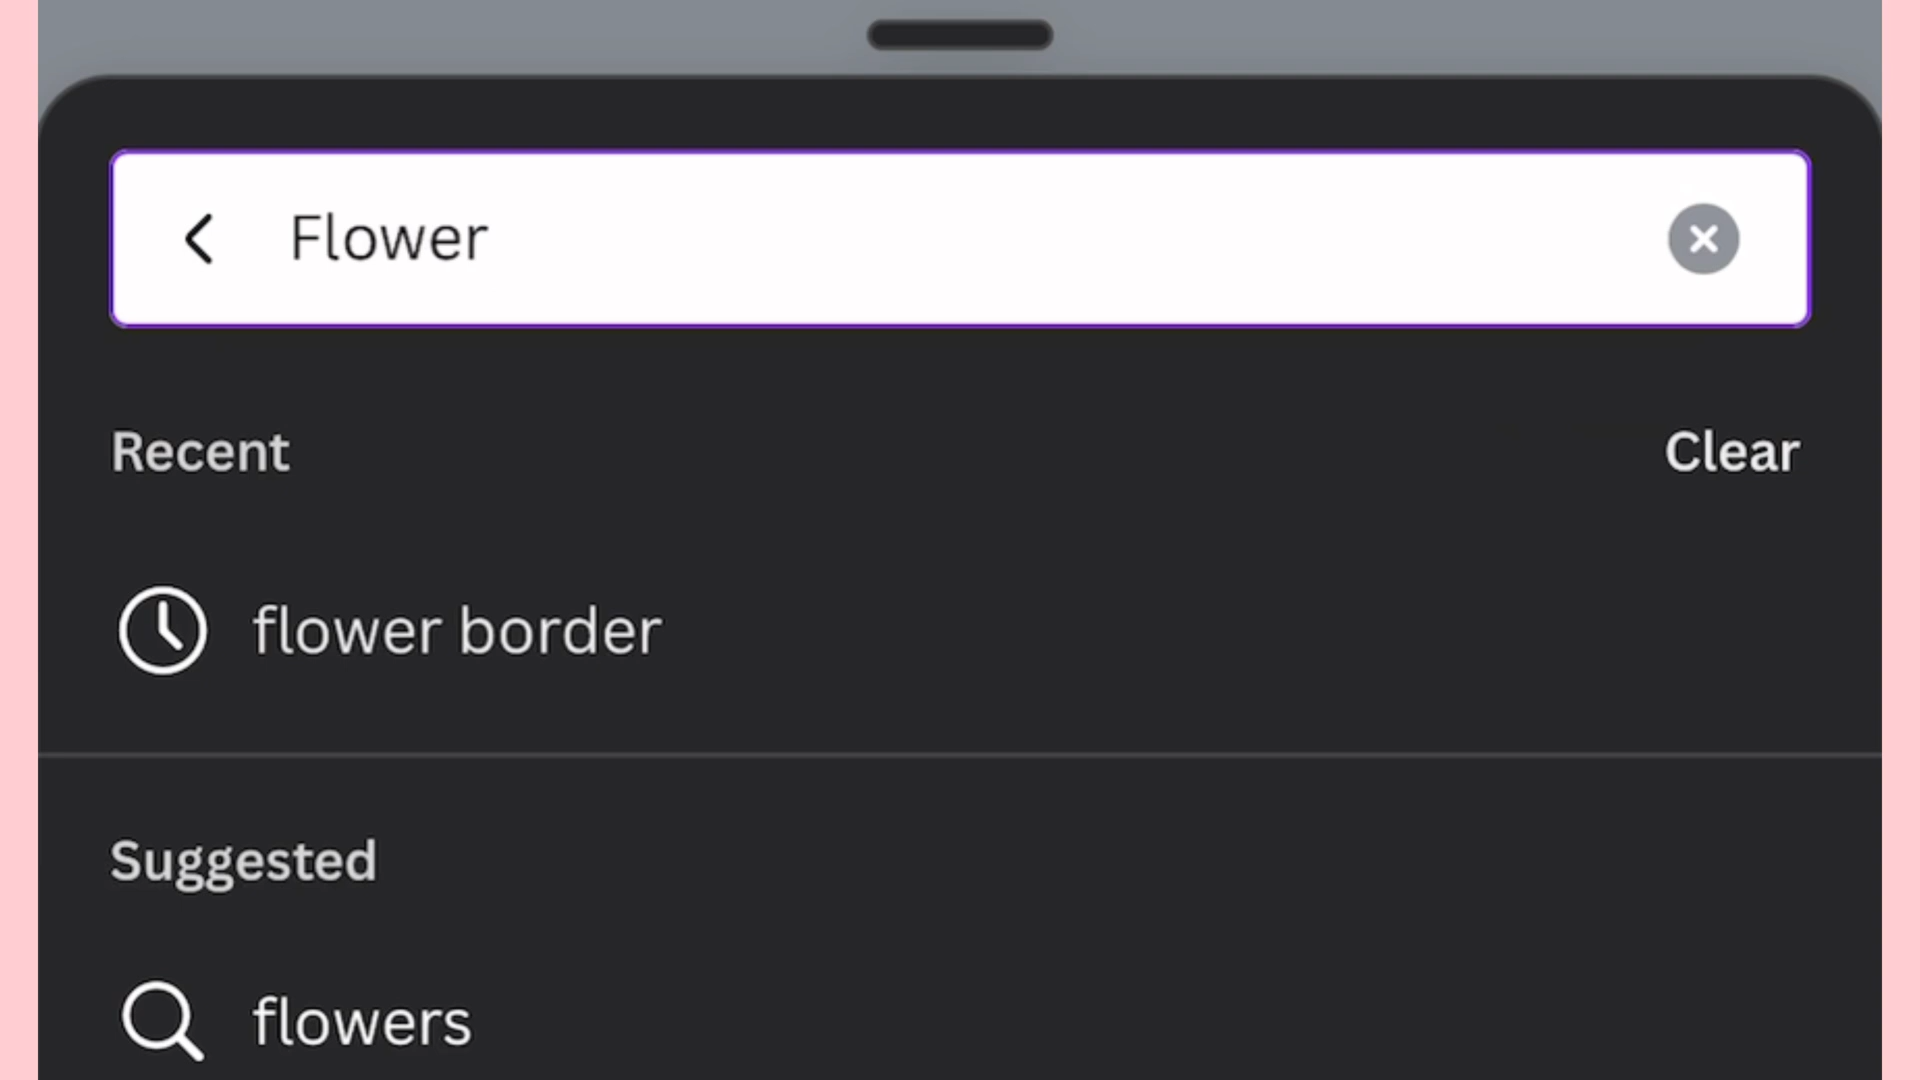 Flower
Recent Clear
flower border
Suggested
flowers